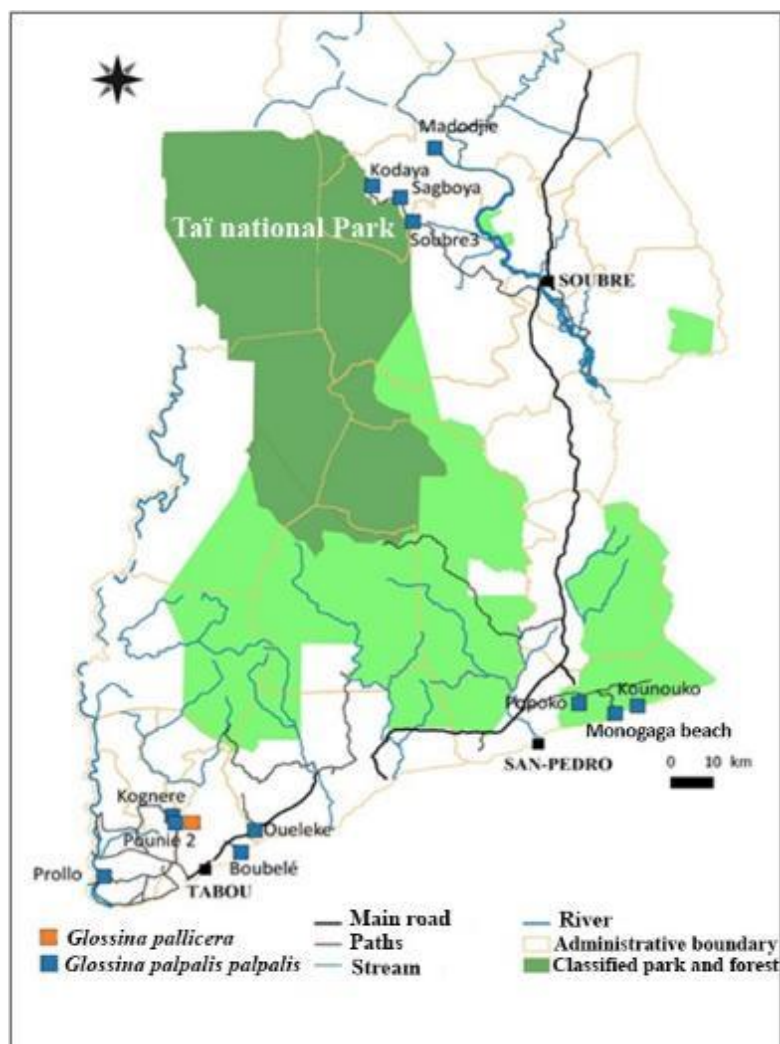 Madodjie
Kodaya
Sagboya
Taï national Park
Soubre3
SOUBRE
Popoko
Kounouko
Monogaga beach
SAN-PEDRO
0 10 km
Kognere
Pounié 2
Oueleke
Prollo
Boubelé
TABOU
Glossina pallicera
Glossina palpalis palpalis
Main road
Paths
Stream
River
Administrative boundary
Classified park and forest